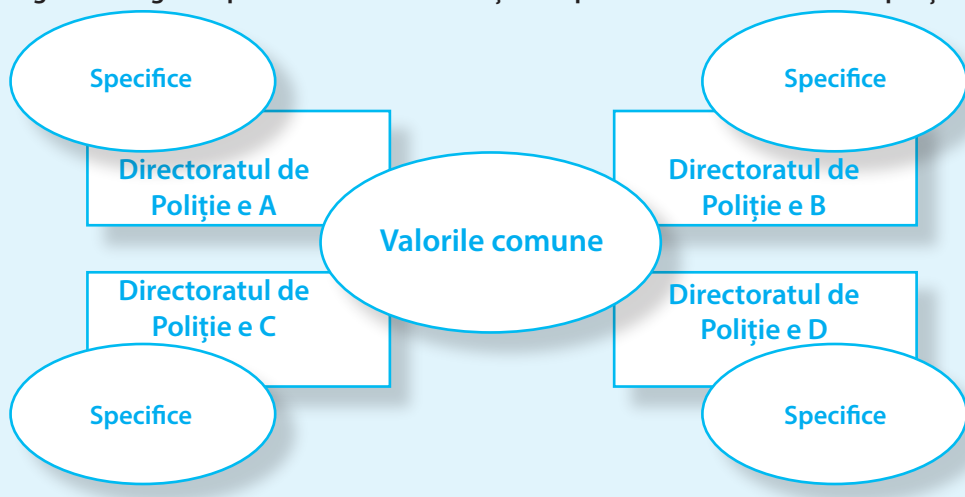 Specifice
Specifice
Directoratul de
Poliție e A
Directoratul de
Poliție e B
Valorile comune
Directoratul de
Poliție e C
Directoratul de
Poliție e D
Specifice
Specifice